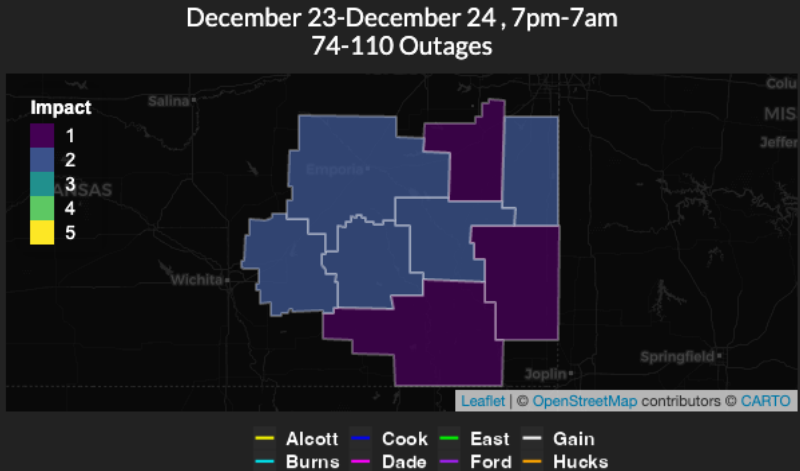 December 23-December 24 , 7pm-7am
74-110 Outages
Impact
1
2
3
4
5
Salina
Colu
MIS
Jeffer
Emporia
ANSAS
Wichita
Springfield
Joplin
Leaflet | © OpenStreetMap contributors © CARTO
Alcott Cook East Gain
Burns Dade Ford Hucks